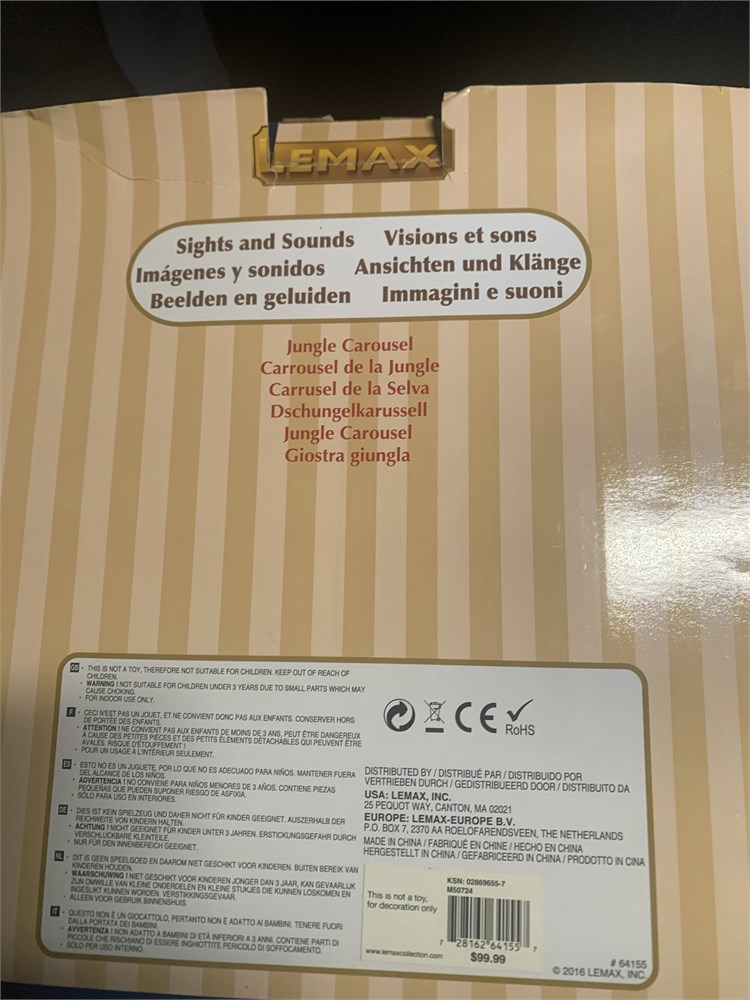 LEMAX
Sights and Sounds Visions et sons
Imágenes y sonidos Ansichten und Klänge
Beelden en geluiden Immagini e suoni
Jungle Carousel
Carrousel de la Jungle
Carrusel de la Selva
Dschungelkarussell
Jungle Carousel
Giostra giungla
GB • THIS IS NOT A TOY, THEREFORE NOT SUITABLE FOR CHILDREN. KEEP OUT OF REACH OF
CHILDREN.
• WARNING ! NOT SUITABLE FOR CHILDREN UNDER 3 YEARS DUE TO SMALL PARTS WHICH MAY
CAUSE CHOKING.
• FOR INDOOR USE ONLY.
F • CECI N'EST PAS UN JOUET, ET NE CONVIENT DONC PAS AUX ENFANTS. CONSERVER HORS
DE PORTÉE DES ENFANTS.
• ATTENTION ! NE CONVIENT PAS AUX ENFANTS DE MOINS DE 3 ANS, PEUT ÊTRE DANGEREUX
À CAUSE DES PETITES PIÈCES ET DES PETITS ÉLÉMENTS DÉTACHABLES QUI PEUVENT ÊTRE
AVALÉS. RISQUE D'ÉTOUFFEMENT !
• POUR UN USAGE À L'INTÉRIEUR SEULEMENT.
ES • ESTO NO ES UN JUGUETE, POR LO QUE NO ES ADECUADO PARA NIÑOS. MANTENER FUERA
DEL ALCANCE DE LOS NIÑOS.
• ADVERTENCIA ! NO CONVIENE PARA NIÑOS MENORES DE 3 AÑOS. CONTIENE PIEZAS
PEQUEÑAS QUE PUEDEN SUPONER RIESGO DE ASFIXIA.
• SÓLO PARA USO EN INTERIORES.
DE • DIES IST KEIN SPIELZEUG UND DAHER NICHT FÜR KINDER GEEIGNET. AUSSERHALB DER
REICHWEITE VON KINDERN HALTEN.
• ACHTUNG ! NICHT GEEIGNET FÜR KINDER UNTER 3 JAHREN. ERSTICKUNGSGEFAHR DURCH
VERSCHLUCKBARE KLEINTEILE.
• NUR FÜR DEN INNENBEREICH GEEIGNET.
NL • DIT IS GEEN SPEELGOED EN DAAROM NIET GESCHIKT VOOR KINDEREN. BUITEN BEREIK VAN
KINDEREN HOUDEN.
• WAARSCHUWING ! NIET GESCHIKT VOOR KINDEREN JONGER DAN 3 JAAR, KAN GEVAARLIJK
ZIJN OMWILLE VAN KLEINE ONDERDELEN EN KLEINE STUKJES DIE KUNNEN LOSKOMEN EN
INGESLIKT KUNNEN WORDEN. VERSTIKKINGSGEVAAR.
• ALLEEN VOOR GEBRUIK BINNENSHUIS.
IT • QUESTO NON È UN GIOCATTOLO, PERTANTO NON È ADATTO AI BAMBINI. TENERE FUORI
DALLA PORTATA DEI BAMBINI.
• AVVERTENZA ! NON ADATTO A BAMBINI DI ETÀ INFERIORI A 3 ANNI. CONTIENE PARTI DI
PICCOLE CHE RISCHIANO DI ESSERE INGHIOTTITE PERICOLO DI SOFFOCAMENTO.
• SOLO PER USO INTERNO.
CE RoHS
DISTRIBUTED BY / DISTRIBUÉ PAR / DISTRIBUIDO POR
VERTRIEBEN DURCH / GEDISTRIBUEERD DOOR / DISTRIBUITO DA
USA: LEMAX, INC.
25 PEQUOT WAY, CANTON, MA 02021
EUROPE: LEMAX-EUROPE B.V.
P.O. BOX 7, 2370 AA ROELOFARENDSVEEN, THE NETHERLANDS
MADE IN CHINA / FABRIQUÉ EN CHINE / HECHO EN CHINA
HERGESTELLT IN CHINA / GEFABRICEERD IN CHINA / PRODOTTO IN CINA
KSN: 02869655-7
M50724
This is not a toy,
for decoration only
7 28162 64155 7
www.lemaxcollection.com $99.99
# 64155
© 2016 LEMAX, INC.